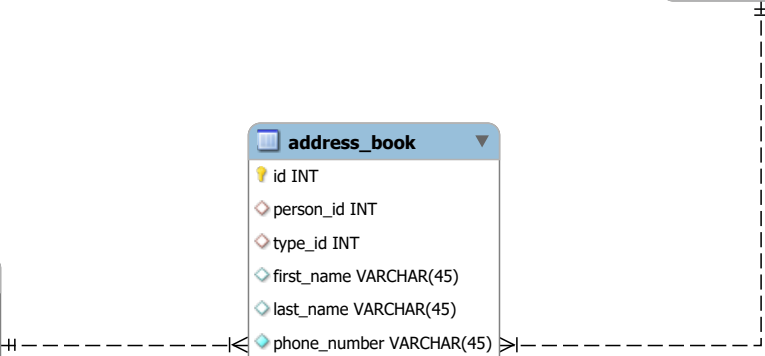 address_book
id INT
person_id INT
type_id INT
first_name VARCHAR(45)
last_name VARCHAR(45)
phone_number VARCHAR(45)